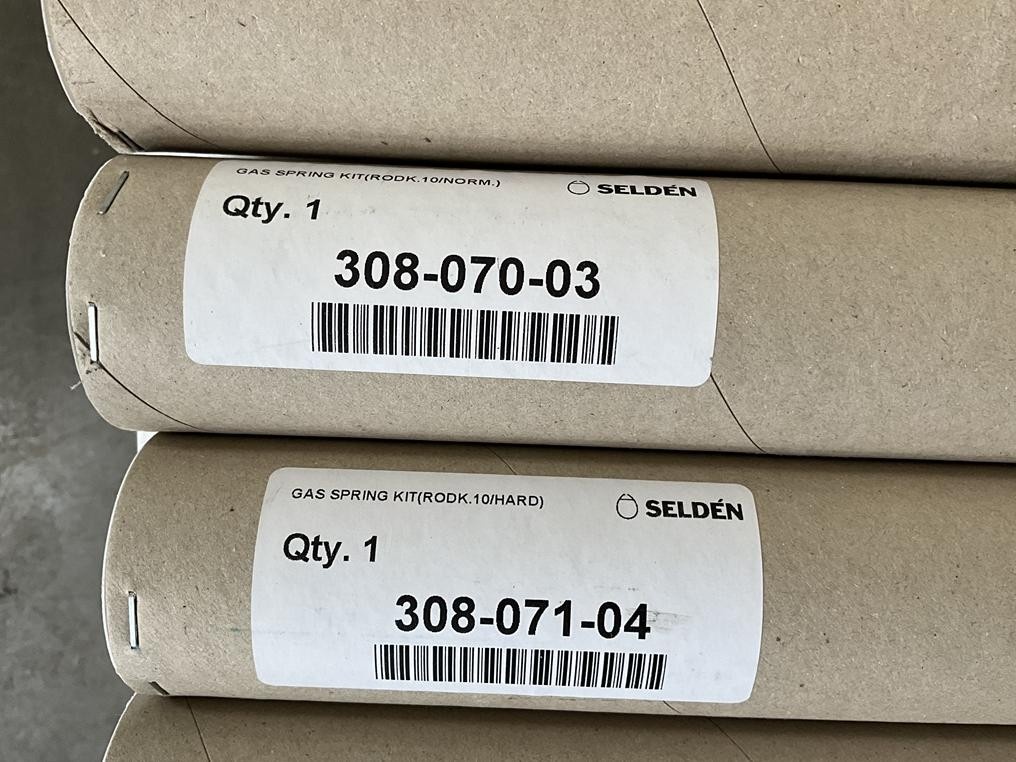 GAS SPRING KIT(RODK.10/NORM.)
SELDÉN
Qty. 1
308-070-03
GAS SPRING KIT(RODK.10/HARD)
SELDÉN
Qty. 1
308-071-04